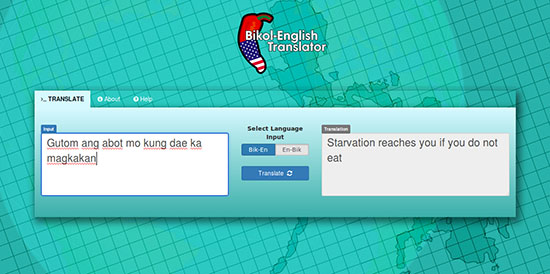 Bikol-English
Translator
TRANSLATE
About
Help
Input
Gutom ang abot mo kung dae ka
magkakan
Select Language
Input
Bik-En
En-Bik
Translate
Translation
Starvation reaches you if you do not
eat